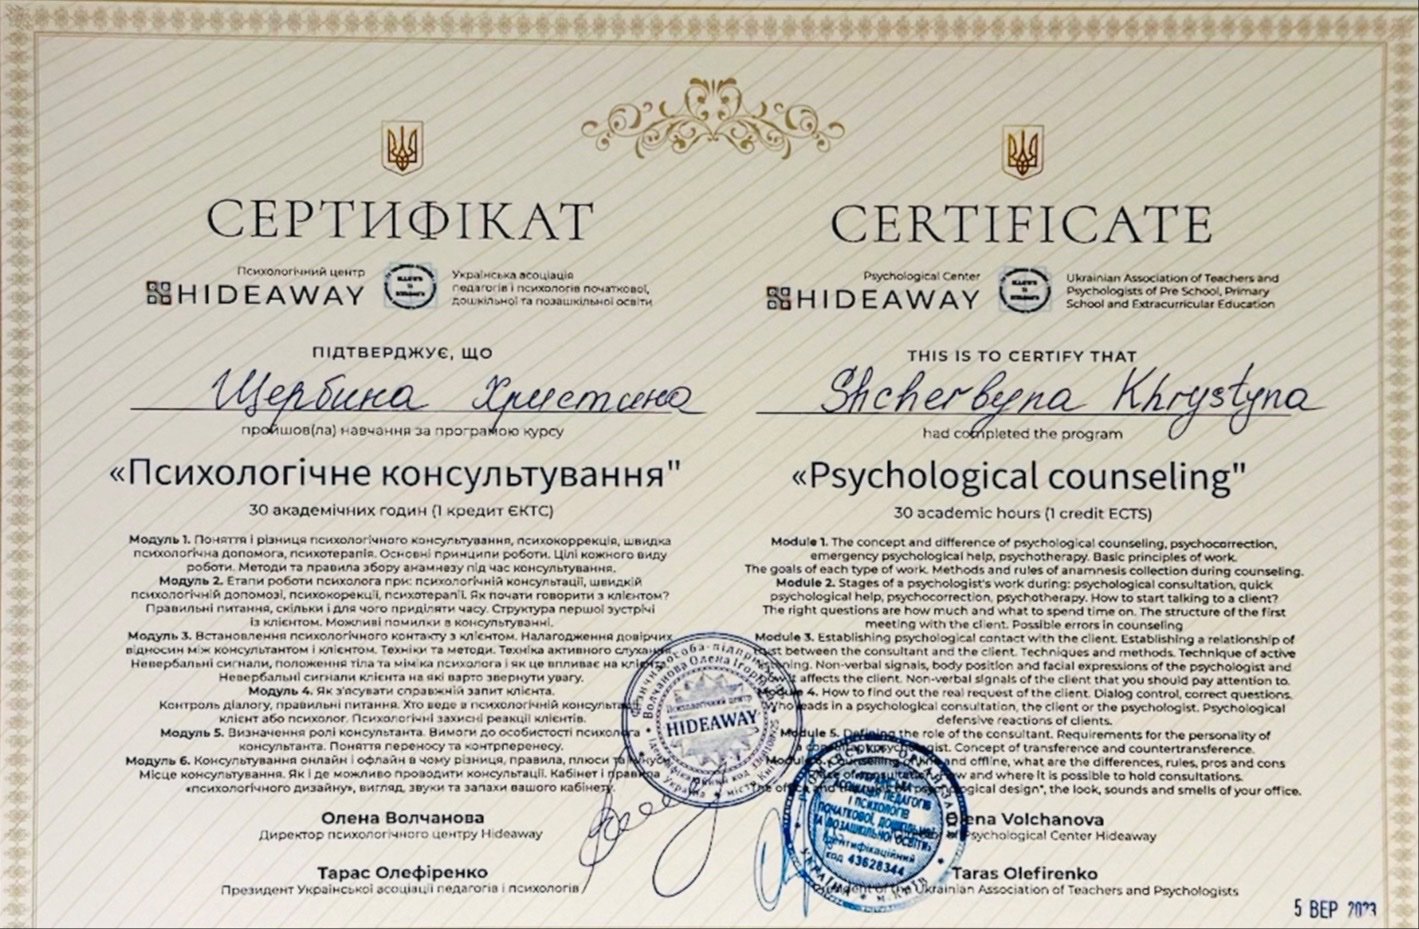 СЕРТИФІКАТ
Психологічний центр
HIDEAWAY
Українська асоціація
педагогів і психологів початкової,
дошкільної та позашкільної освіти
ПІДТВЕРДЖУЄ, ЩО
Щербина Христина
пройшов(ла) навчання за програмою курсу
«Психологічне консультування"
30 академічних годин (1 кредит ЄКТС)
Модуль 1. Поняття і різниця психологічного консультування, психокоррекція, швидка
психологічна допомога, психотерапія. Основні принципи роботи. Цілі кожного виду
роботи. Методи та правила збору анамнезу під час консультування.
Модуль 2. Етапи роботи психолога при: психологічній консультації, швидкій
психологічній допомозі, психокорекції, психотерапії. Як почати говорити з клієнтом?
Правильні питання, скільки і для чого приділяти часу. Структура першої зустрічі
із клієнтом. Можливі помилки в консультуванні.
Модуль 3. Встановлення психологічного контакту з клієнтом. Налагодження довірчих
відносин між консультантом і клієнтом. Техніки та методи. Техніка активного слухання.
Невербальні сигнали, положення тіла та міміка психолога і як це впливає на
Невербальні сигнали клієнта на які варто звернути увагу.
Модуль 4. Як з'ясувати справжній запит клієнта.
Контроль діалогу, правильні питання. Хто веде в психологічній
клієнт або психолог. Психологічні захисні реакції клієнтів.
Модуль 5. Визначення ролі консультанта. Вимоги до особистості психолога
консультанта. Поняття переносу та контрпереносу.
Модуль 6. Консультування онлайн і офлайн в чому різниця, правила, плюси та мінуси
Місце консультування. Як і де можливо проводити консультації. Кабінет і правила
«психологічного дизайну», вигляд, звуки та запахи вашого кабінету.
Олена Волчанова
Директор психологічного центру Hideaway
Тарас Олефіренко
Президент Української асоціації педагогів і психологів
CERTIFICATE
Psychological Center
HIDEAWAY
Ukrainian Association of Teachers and
Psychologists of Pre School, Primary
School and Extracurricular Education
THIS IS TO CERTIFY THAT
Shcherbyna Khrystyna
had completed the program
«Psychological counseling"
30 academic hours (1 credit ECTS)
Module 1. The concept and difference of psychological counseling, psychocorrection,
emergency psychological help, psychotherapy. Basic principles of work.
The goals of each type of work. Methods and rules of anamnesis collection during counseling.
Module 2. Stages of a psychologist's work during: psychological consultation, quick
psychological help, psychocorrection, psychotherapy. How to start talking to a client?
The right questions are how much and what to spend time on. The structure of the first
meeting with the client. Possible errors in counseling
Module 3. Establishing psychological contact with the client. Establishing a relationship of
trust between the consultant and the client. Techniques and methods. Technique of active
listening. Non-verbal signals, body position and facial expressions of the psychologist and
how it affects the client. Non-verbal signals of the client that you should pay attention to.
Module 4. How to find out the real request of the client. Dialog control, correct questions.
Who leads in a psychological consultation, the client or the psychologist. Psychological
defensive reactions of clients.
Module 5. Defining the role of the consultant. Requirements for the personality of
Concept of transference and countertransference.
and offline, what are the differences, rules, pros and cons
and where it is possible to hold consultations.
design", the look, sounds and smells of your office.
Volchanova
Psychological Center Hideaway
Taras Olefirenko
of the Ukrainian Association of Teachers and Psychologists
Психологічний центр
HIDEAWAY
АСОЦІАЦІЯ ПЕДАГОГІВ
І ПСИХОЛОГІВ
ПОЧАТКОВОЇ, ДОШКІЛЬНОЇ
ТА ПОЗАШКІЛЬНОЇ ОСВІТИ»
Ідентифікаційний
код 43628344
5 ВЕР 2023